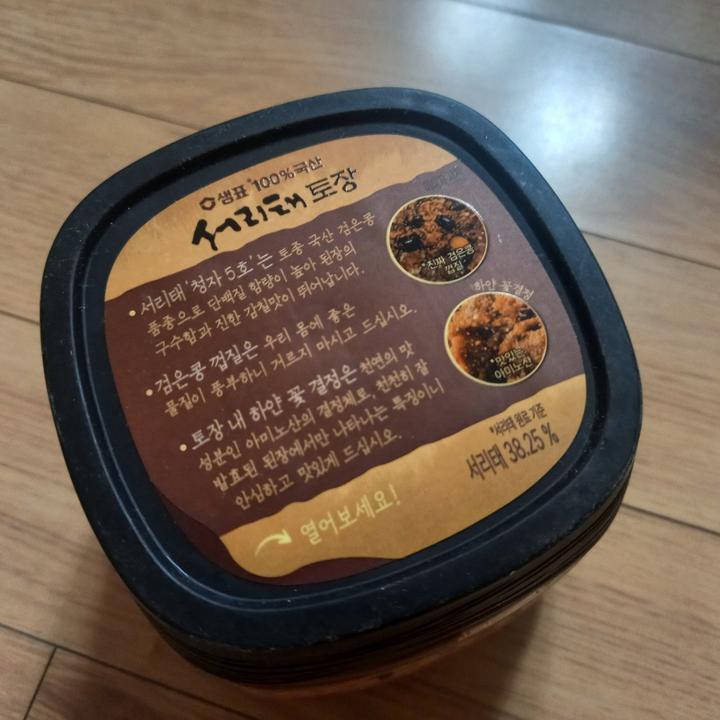 샘표 100% 국산
서리태 토장
• 서리태 '청자 5호'는 토종 국산 검은콩
품종으로 단백질 함량이 높아 된장의
구수함과 진한 감칠맛이 뛰어납니다.
• 검은콩 껍질은 우리 몸에 좋은
물질이 풍부하니 거르지 마시고 드십시오.
• 토장 내 하얀 꽃 결정은 천연의 맛
성분인 아미노산의 결정체로, 천천히 잘
발효된 된장에서만 나타나는 특징이니
안심하고 맛있게 드십시오.
"진짜 검은콩
껍질"
하얀 꽃결정
"맛있는
아미노산"
*서리태 원료 기준
서리태 38.25%
열어보세요!